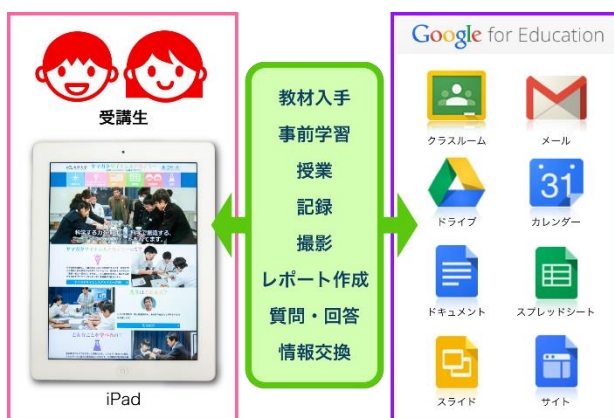 受講生
iPad
教材入手
事前学習
授業
記録
撮影
レポート作成
質問・回答
情報交換
Google for Education
クラスルーム
メール
ドライブ
31
カレンダー
ドキュメント
スプレッドシート
スライド
サイト